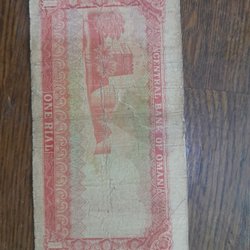 CENTRAL BANK OF OMAN
ONE RIAL